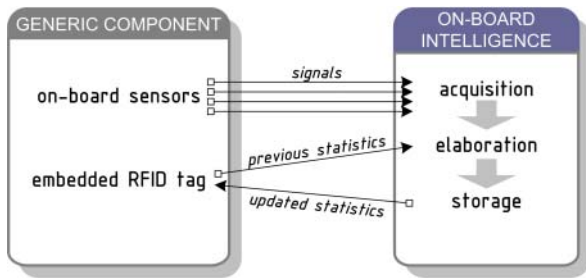 GENERIC COMPONENT
ON-BOARD
INTELLIGENCE
signals
on-board sensors
acquisition
previous statistics
elaboration
embedded RFID tag
updated statistics
storage